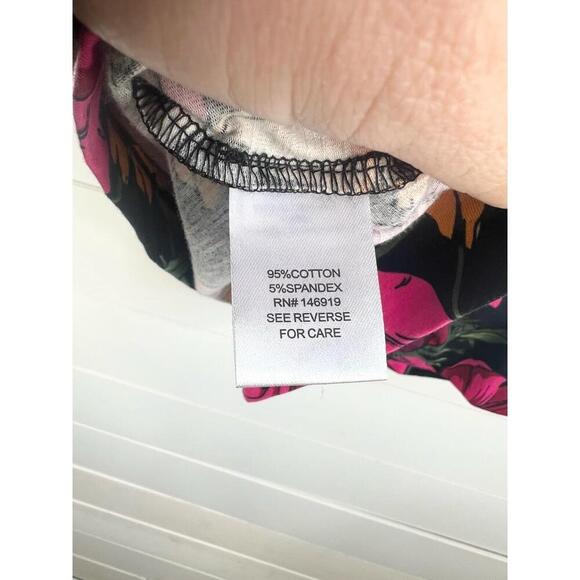 95%COTTON
5%SPANDEX
RN# 146919
SEE REVERSE
FOR CARE